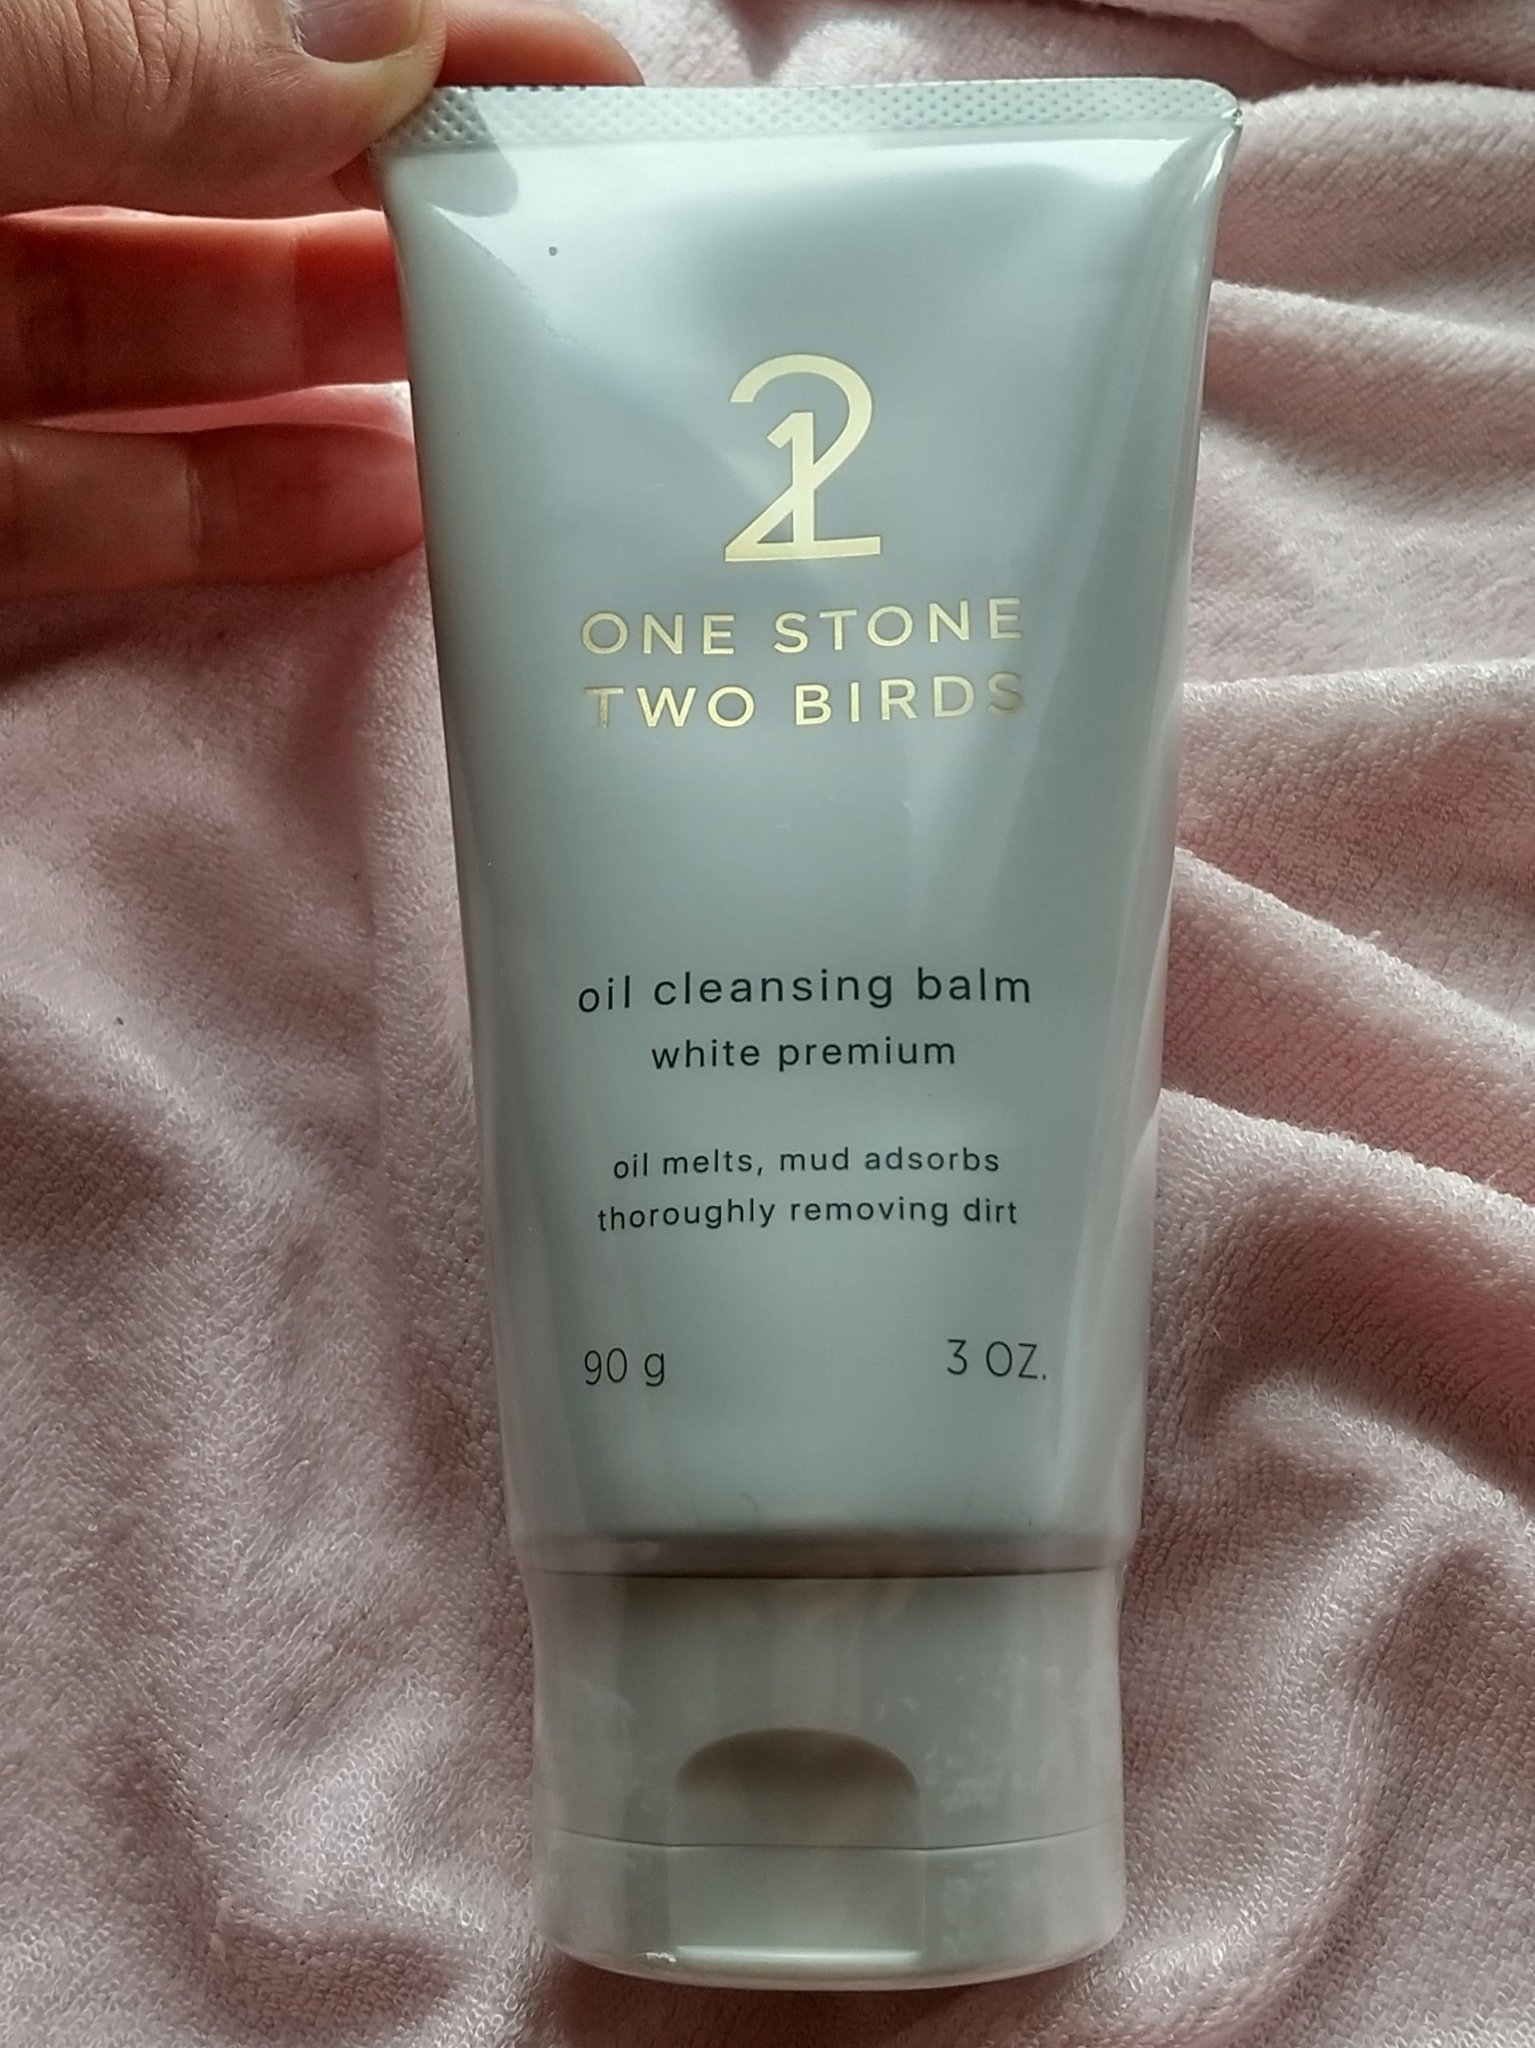 21
ONE STONE
TWO BIRDS
oil cleansing balm
white premium
oil melts, mud adsorbs
thoroughly removing dirt
90 g 3 OZ.